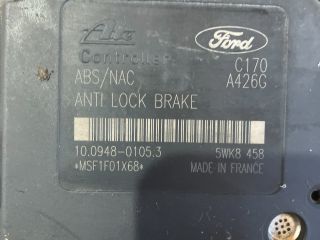 Ate Ford
Controller C170
ABS/NAC A426G
ANTI LOCK BRAKE
10.0948-0105.3 5WK8 458
*MSF1F01X68* MADE IN FRANCE